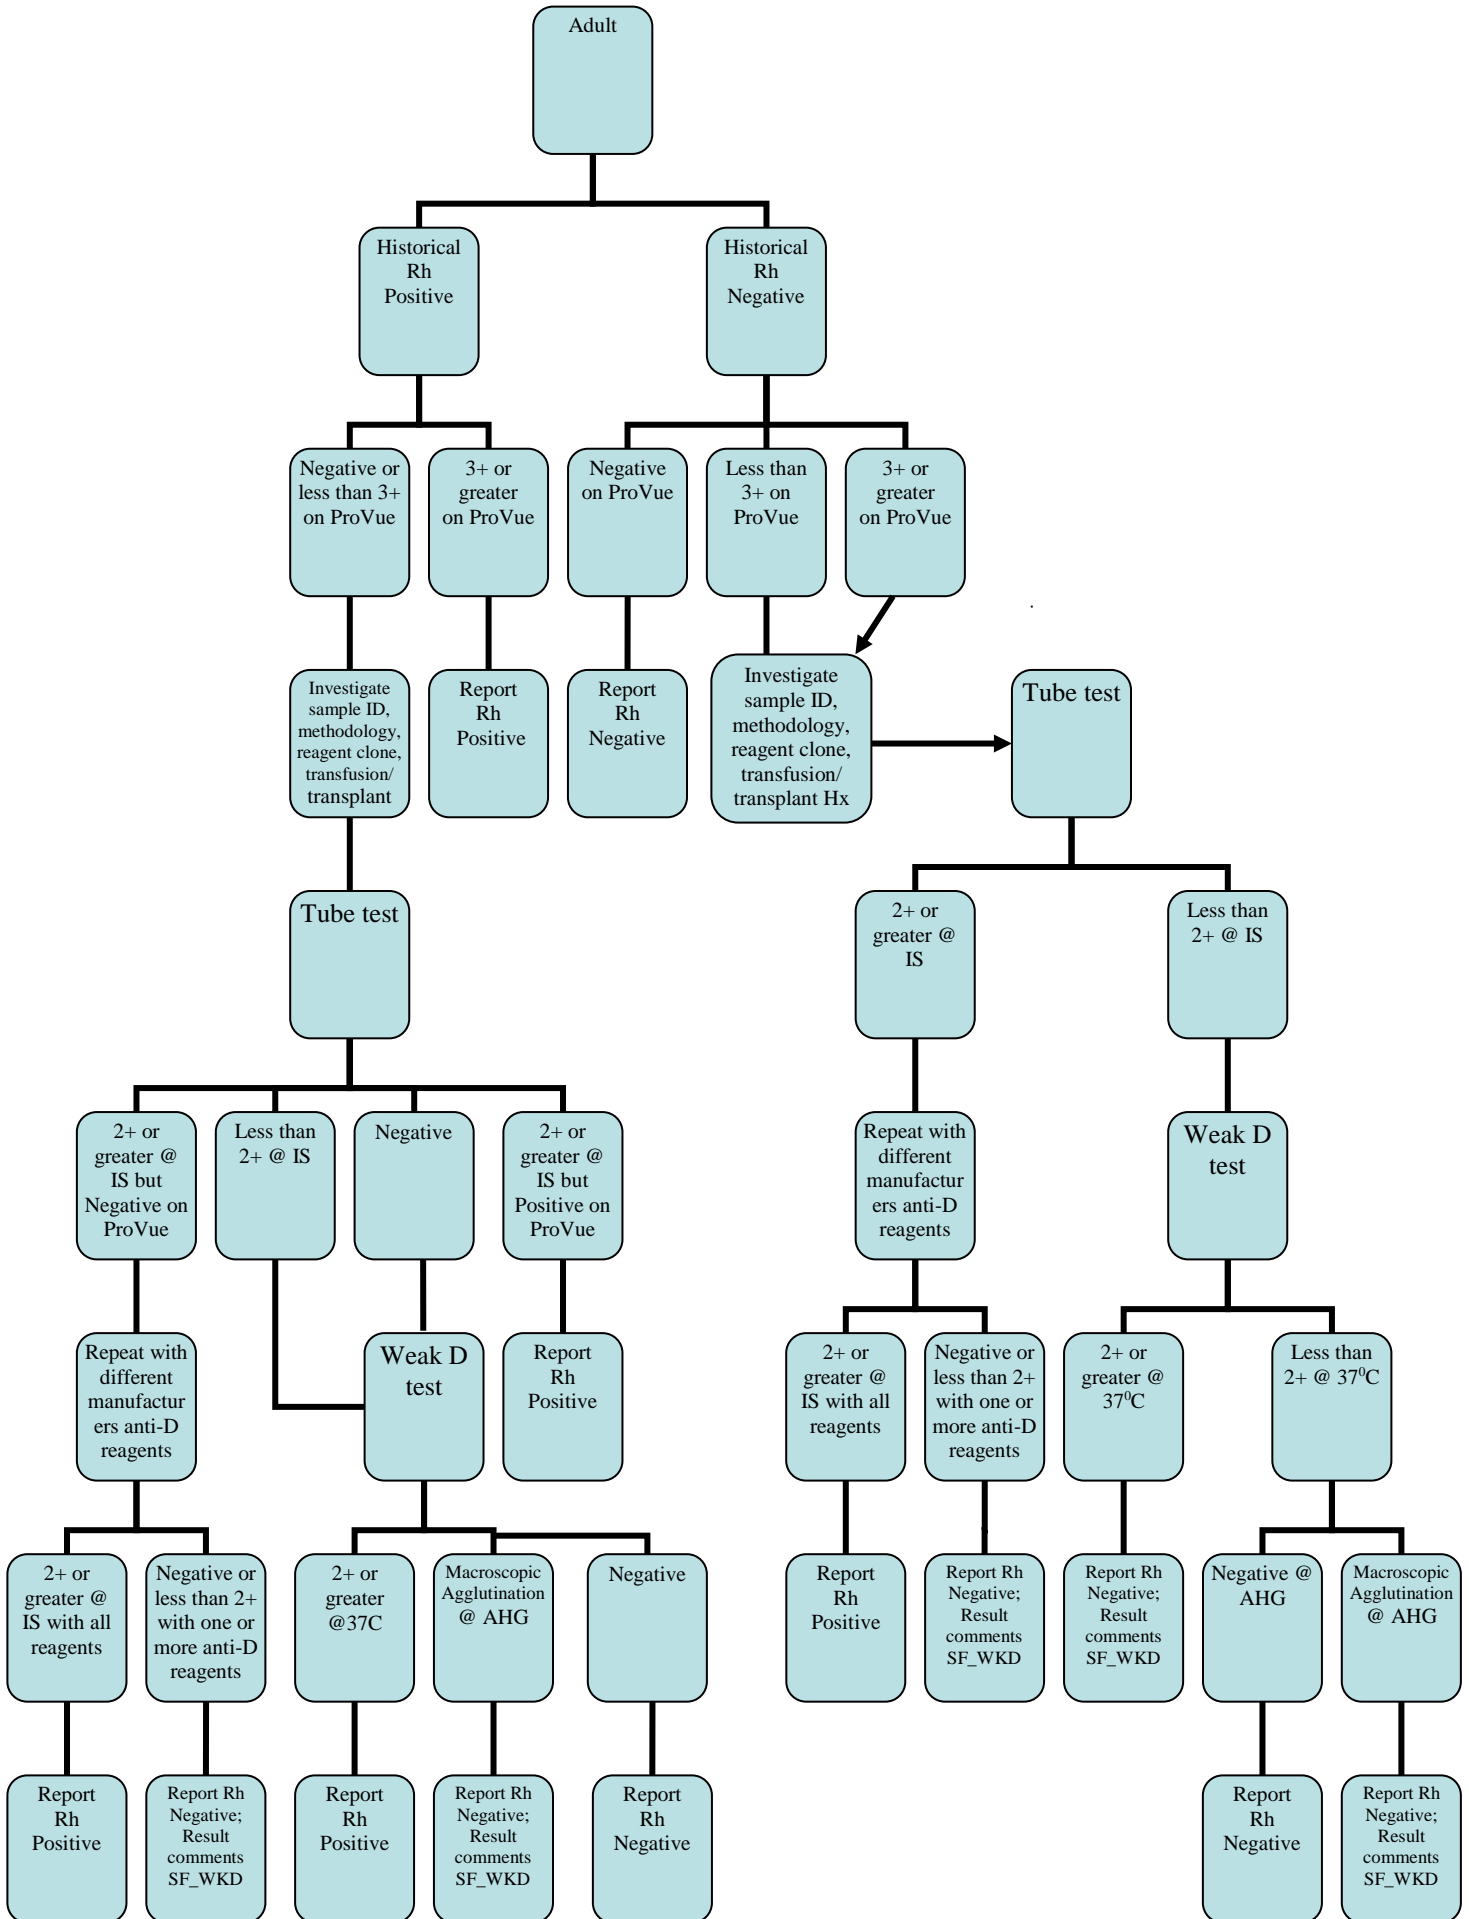 Adult
Historical
Rh
Positive
Historical
Rh
Negative
Negative or
less than 3+
on ProVue
3+ or
greater
on ProVue
Negative
on ProVue
Less than
3+ on
ProVue
3+ or
greater
on ProVue
Investigate
sample ID,
methodology,
reagent clone,
transfusion/
transplant
Report
Rh
Positive
Report
Rh
Negative
Investigate
sample ID,
methodology,
reagent clone,
transfusion/
transplant Hx
Tube test
Tube test
2+ or
greater @
IS
Less than
2+ @ IS
2+ or
greater @
IS but
Negative on
ProVue
Less than
2+ @ IS
Negative
2+ or
greater @
IS but
Positive on
ProVue
Repeat with
different
manufactur
ers anti-D
reagents
Weak D
test
Repeat with
different
manufactur
ers anti-D
reagents
Weak D
test
Report
Rh
Positive
2+ or
greater @
IS with all
reagents
Negative or
less than 2+
with one or
more anti-D
reagents
2+ or
greater @
37⁰C
Less than
2+ @ 37⁰C
2+ or
greater @
IS with all
reagents
Negative or
less than 2+
with one or
more anti-D
reagents
2+ or
greater
@37C
Macroscopic
Agglutination
@ AHG
Negative
Report
Rh
Positive
Report Rh
Negative;
Result
comments
SF_WKD
Report Rh
Negative;
Result
comments
SF_WKD
Negative @
AHG
Macroscopic
Agglutination
@ AHG
Report
Rh
Positive
Report Rh
Negative;
Result
comments
SF_WKD
Report
Rh
Positive
Report Rh
Negative;
Result
comments
SF_WKD
Report
Rh
Negative
Report
Rh
Negative
Report Rh
Negative;
Result
comments
SF_WKD